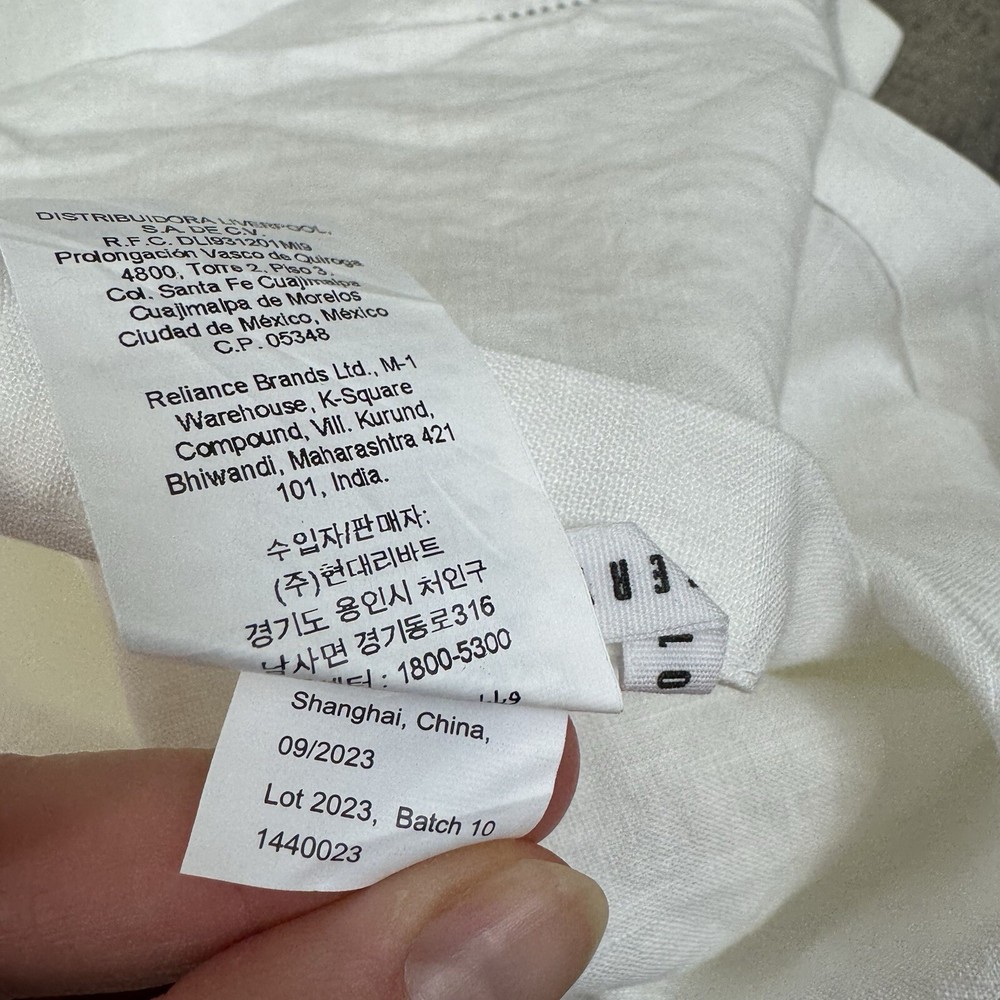 DISTRIBUIDORA LIVERPOOL,
S.A. DE C.V.
R.F.C. DLI931201MI9
Prolongación Vasco de Quiroga
4800, Torre 2, Piso 3,
Col. Santa Fe Cuajimalpa
Cuajimalpa de Morelos
Ciudad de México, México
C.P. 05348
Reliance Brands Ltd., M-1
Warehouse, K-Square
Compound, Vill. Kurund,
Bhiwandi, Maharashtra 421
101, India.
수입자/판매자:
(주)현대리바트
경기도 용인시 처인구
남사면 경기동로316
: 1800-5300
Shanghai, China,
09/2023
Lot 2023, Batch 10
1440023